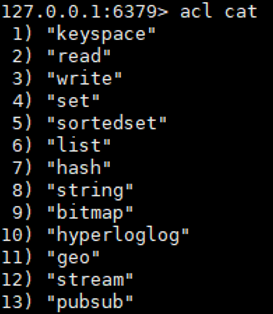 127.0.0.1:6379> acl cat
1) "keyspace"
2) "read"
3) "write"
4) "set"
5) "sortedset"
6) "list"
7) "hash"
8) "string"
9) "bitmap"
10) "hyperloglog"
11) "geo"
12) "stream"
13) "pubsub"